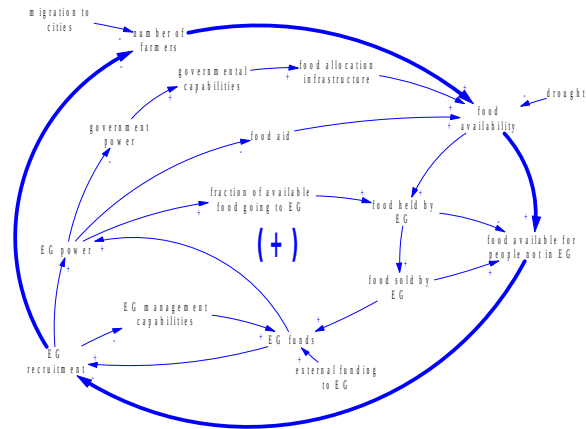 migration to
cities
number of
farmers
governmental
capabilities
food allocation
infrastructure
drought
food
availability
government
power
food aid
fraction of available
food going to EG
food held by
EG
EG power
(+)
food available for
people not in EG
food sold by
EG
EG management
capabilities
EG funds
EG
recruitment
external funding
to EG